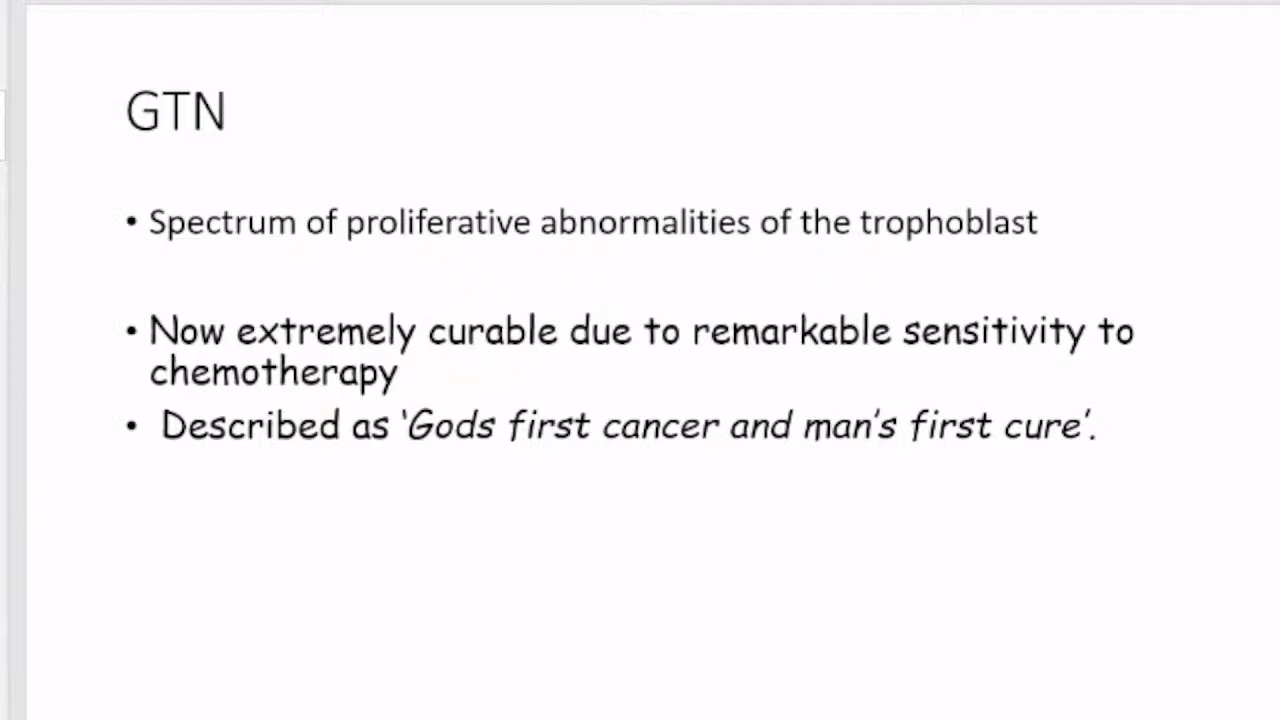 GTN
• Spectrum of proliferative abnormalities of the trophoblast
• Now extremely curable due to remarkable sensitivity to
chemotherapy
• Described as ‘Gods first cancer and man’s first cure’.